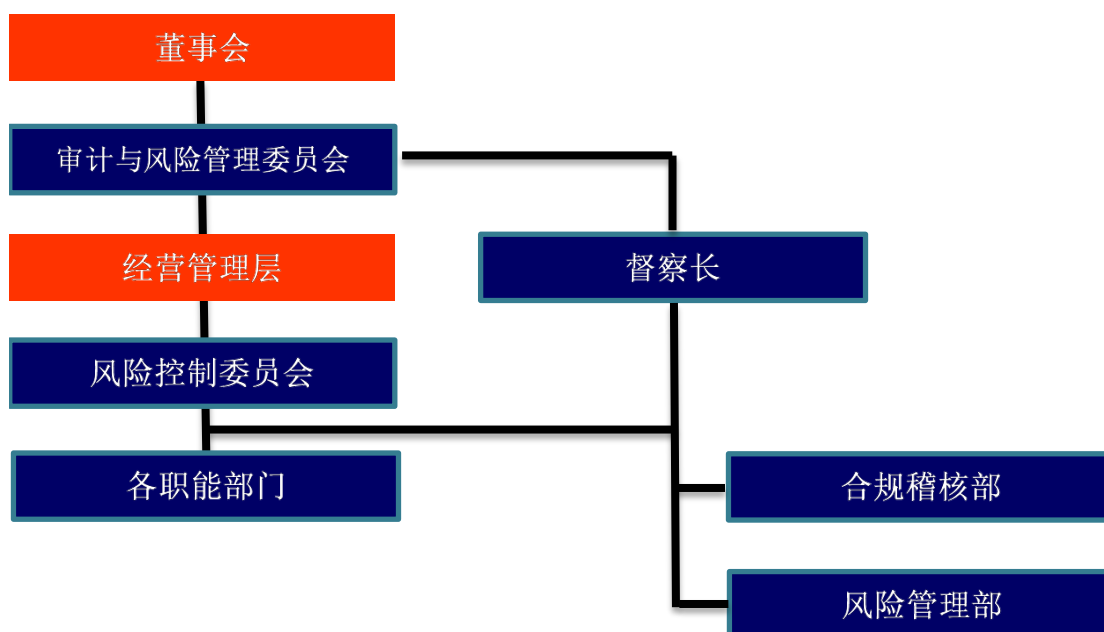 董事会
审计与风险管理委员会
经营管理层
督察长
风险控制委员会
各职能部门
合规稽核部
风险管理部